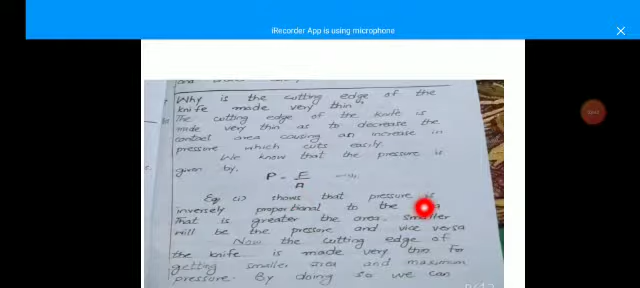 iRecorder App is using microphone
Why is the cutting edge of the
knife made very thin".
The cutting edge of the knife is
made very thin as to decrease the
contact area causing an increase in
pressure which cuts easily.
We know that the pressure is
given by,
P = F/A
Eq (1) shows that pressure is
inversely proportional to the
That is greater the area. smaller
will be the pressure and vice versa
Now the cutting edge of
the knife is made very thin for
getting smaller area and maximum
pressure. By doing so we can